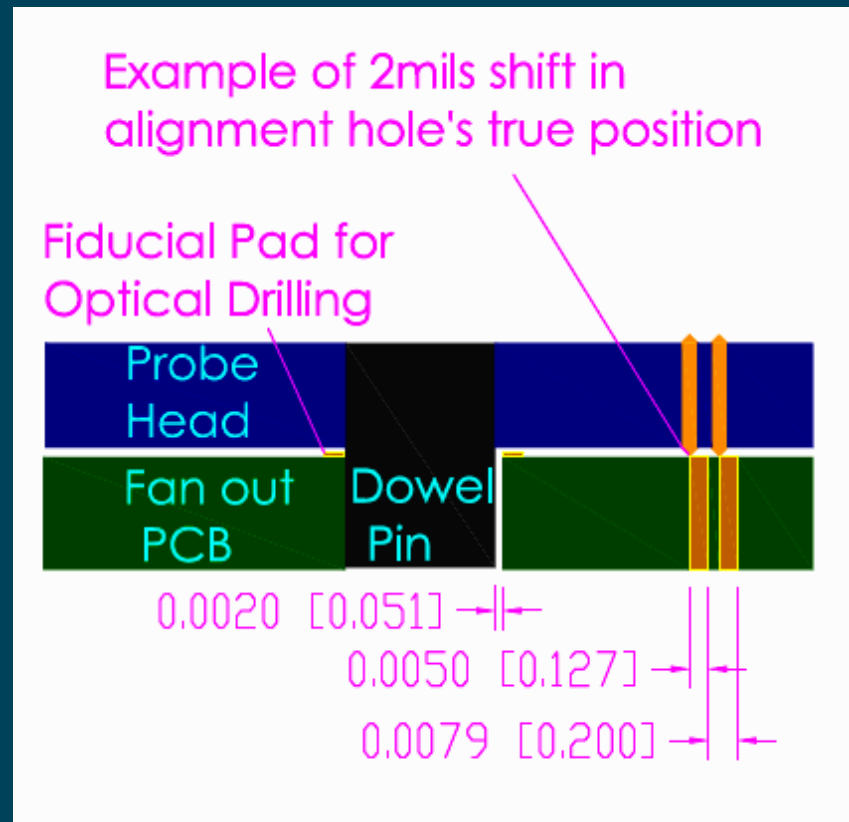 Example of 2mils shift in
alignment hole's true position
Fiducial Pad for
Optical Drilling
Probe
Head
Fan out
PCB
Dowel
Pin
0.0020 [0.051]
0.0050 [0.127]
0.0079 [0.200]